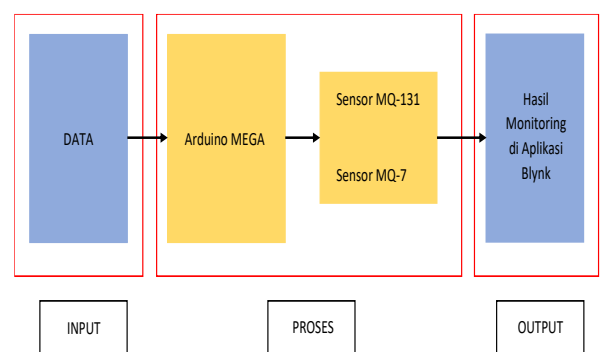 DATA
Arduino MEGA
Sensor MQ-131
Sensor MQ-7
Hasil
Monitoring
di Aplikasi
Blynk
INPUT
PROSES
OUTPUT